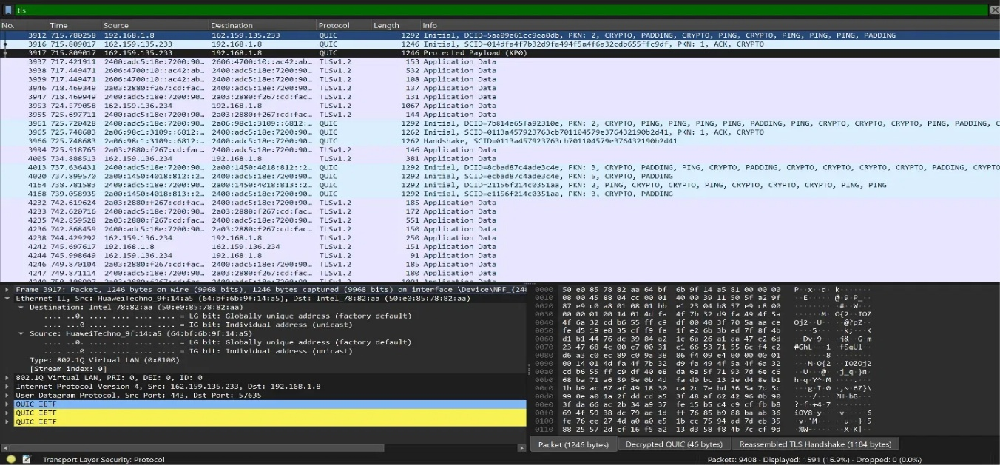 tls
No. Time Source Destination Protocol Length Info
3912 715.780258 192.168.1.8 162.159.135.233 QUIC 1292 Initial, DCID=5aa09e61cc9ea0db, PKN: 2, CRYPTO, PADDING, CRYPTO, PING, CRYPTO, PING, PING, PING, PADDING
3916 715.809017 162.159.135.233 192.168.1.8 QUIC 1246 Initial, SCID=014dfa4f7b32d9fa494f5a4f6a32cdb655ffc9df, PKN: 1, ACK, CRYPTO
3917 715.809017 162.159.135.233 192.168.1.8 QUIC 1246 Protected Payload (KP0)
3937 717.421911 2400:adc5:18e:7200:90… 2606:4700:10::ac42:ab… TLSv1.2 153 Application Data
3938 717.449471 2606:4700:10::ac42:ab… 2400:adc5:18e:7200:90… TLSv1.2 532 Application Data
3939 717.449471 2606:4700:10::ac42:ab… 2400:adc5:18e:7200:90… TLSv1.2 108 Application Data
3946 718.469349 2a03:2880:f267:cd:fac… 2400:adc5:18e:7200:90… TLSv1.2 137 Application Data
3947 718.469949 2400:adc5:18e:7200:90… 2a03:2880:f267:cd:fac… TLSv1.2 131 Application Data
3953 724.579058 162.159.136.234 192.168.1.8 TLSv1.2 1067 Application Data
3955 725.697711 2400:adc5:18e:7200:90… 2a03:2880:f267:cd:fac… TLSv1.2 144 Application Data
3961 725.720428 2400:adc5:18e:7200:90… 2a06:98c1:3109::6812:… QUIC 1292 Initial, DCID=7b814e65fa92310e, PKN: 2, CRYPTO, PING, PING, PING, PING, PADDING, PING, CRYPTO, CRYPTO, CRYPTO, PING, PADDING, C
3965 725.748683 2a06:98c1:3109::6812:… 2400:adc5:18e:7200:90… QUIC 1262 Initial, SCID=0113a457923763cb701104579e376432190b2d41, PKN: 1, ACK, CRYPTO
3966 725.748683 2a06:98c1:3109::6812:… 2400:adc5:18e:7200:90… QUIC 1262 Handshake, SCID=0113a457923763cb701104579e376432190b2d41
3994 725.918765 2a03:2880:f267:cd:fac… 2400:adc5:18e:7200:90… TLSv1.2 146 Application Data
4005 734.888513 162.159.136.234 192.168.1.8 TLSv1.2 381 Application Data
4013 737.636431 2400:adc5:18e:7200:90… 2a00:1450:4018:812::2… QUIC 1292 Initial, DCID=8cbad87c4ade3c4e, PKN: 3, CRYPTO, PADDING, PING, CRYPTO, PADDING, CRYPTO, CRYPTO, CRYPTO, CRYPTO, PADDING, CRYPTO
4020 737.899570 2a00:1450:4018:812::2… 2400:adc5:18e:7200:90… QUIC 1292 Initial, SCID=ecbad87c4ade3c4e, PKN: 5, CRYPTO, PADDING
4164 738.781583 2400:adc5:18e:7200:90… 2a00:1450:4018:813::2… QUIC 1292 Initial, DCID=21156f214c0351aa, PKN: 2, PING, CRYPTO, CRYPTO, PING, CRYPTO, CRYPTO, CRYPTO, PING, PING
4168 739.058935 2a00:1450:4018:813::2… 2400:adc5:18e:7200:90… QUIC 1292 Initial, SCID=e1156f214c0351aa, PKN: 3, CRYPTO, PADDING
4232 742.619624 2a03:2880:f267:cd:fac… 2400:adc5:18e:7200:90… TLSv1.2 185 Application Data
4233 742.620716 2400:adc5:18e:7200:90… 2a03:2880:f267:cd:fac… TLSv1.2 172 Application Data
4235 742.859528 2a03:2880:f267:cd:fac… 2400:adc5:18e:7200:90… TLSv1.2 551 Application Data
4236 742.868459 2400:adc5:18e:7200:90… 2a03:2880:f267:cd:fac… TLSv1.2 150 Application Data
4238 744.429292 162.159.136.234 192.168.1.8 TLSv1.2 250 Application Data
4242 745.697617 192.168.1.8 162.159.136.234 TLSv1.2 151 Application Data
4244 745.998649 162.159.136.234 192.168.1.8 TLSv1.2 91 Application Data
4246 749.870104 2a03:2880:f267:cd:fac… 2400:adc5:18e:7200:90… TLSv1.2 185 Application Data
4247 749.871114 2400:adc5:18e:7200:90… 2a03:2880:f267:cd:fac… TLSv1.2 180 Application Data
Frame 3917: Packet, 1246 bytes on wire (9968 bits), 1246 bytes captured (9968 bits) on interface \Device\NPF_{24
Ethernet II, Src: HuaweiTechno_9f:14:a5 (64:bf:6b:9f:14:a5), Dst: Intel_78:82:aa (50:e0:85:78:82:aa)
Destination: Intel_78:82:aa (50:e0:85:78:82:aa)
.... ..0. .... .... .... .... = LG bit: Globally unique address (factory default)
.... ...0 .... .... .... .... = IG bit: Individual address (unicast)
Source: HuaweiTechno_9f:14:a5 (64:bf:6b:9f:14:a5)
.... ..0. .... .... .... .... = LG bit: Globally unique address (factory default)
.... ...0 .... .... .... .... = IG bit: Individual address (unicast)
Type: 802.1Q Virtual LAN (0x8100)
[Stream index: 0]
802.1Q Virtual LAN, PRI: 0, DEI: 0, ID: 0
Internet Protocol Version 4, Src: 162.159.135.233, Dst: 192.168.1.8
User Datagram Protocol, Src Port: 443, Dst Port: 57635
QUIC IETF
QUIC IETF
QUIC IETF
0000 50 e0 85 78 82 aa 64 bf 6b 9f 14 a5 81 00 00 00
0010 08 00 45 88 04 cc 00 01 40 00 39 11 50 5f a2 9f
0020 87 e9 c0 a8 01 08 01 bb e1 23 04 b8 57 e9 c8 00
0030 00 00 01 00 14 01 4d fa 4f 7b 32 d9 fa 49 4f 5a
0040 4f 6a 32 cd b6 55 ff c9 df 00 40 3f 70 5a aa ce
0050 fe d5 19 e0 35 cf f9 fa 1f e2 6b 3b ed 7f 8f 4b
0060 d1 b1 44 76 dc 39 84 a2 1c 6a 26 a1 aa 47 e2 6d
0070 23 47 68 4c 00 e7 00 31 e1 66 53 71 55 6c f4 c2
0080 d6 a3 c0 ec 89 c0 9a 38 86 f4 09 e4 00 00 00 01
0090 00 14 01 4d fa 4f 7b 32 d9 fa 49 4f 5a 4f 6a 32
00a0 cd b6 55 ff c9 df 40 e8 da 6a 5f 71 93 7d 6e c6
00b0 68 ba 71 a6 59 5e 0b 4d fa d0 bc 13 2e d4 8e b1
00c0 1b b9 ac 67 af 49 18 30 ca 2c 7e bd 36 5a 7d 5c
00d0 99 0e a0 1a 2f dd cd a5 3f 48 af 62 42 96 0b 90
00e0 3f da 66 ac 2b 34 a9 37 fe 15 b5 c4 c9 cf fb b8
00f0 69 4f 59 38 dc 79 ae 1d ff 76 85 b9 88 ba ab 36
0100 fe 76 ee 27 4d a0 a0 e5 1b cc 75 94 ad 7d eb 35
0110 88 25 57 2d cf 16 f5 a2 13 d3 58 f8 4b 7c cf 9d
Packet (1246 bytes) Decrypted QUIC (46 bytes) Reassembled TLS Handshake (1184 bytes)
Transport Layer Security: Protocol
Packets: 9408 · Displayed: 1591 (16.9%) · Dropped: 0 (0.0%)